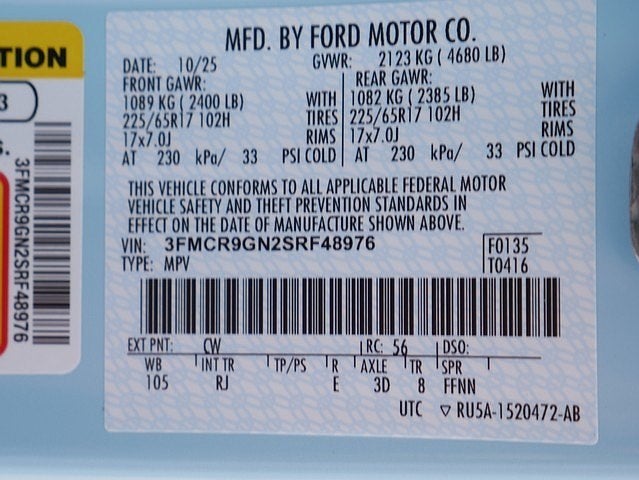 TION
3
S.
3FMCR9GN2SRF48976
MFD. BY FORD MOTOR CO.
DATE: 10/25 GVWR: 2123 KG ( 4680 LB)
FRONT GAWR: REAR GAWR:
1089 KG ( 2400 LB) WITH 1082 KG ( 2385 LB) WITH
225/65R17 102H TIRES 225/65R17 102H TIRES
17x7.0J RIMS 17x7.0J RIMS
AT 230 kPa/ 33 PSI COLD AT 230 kPa/ 33 PSI COLD
THIS VEHICLE CONFORMS TO ALL APPLICABLE FEDERAL MOTOR
VEHICLE SAFETY AND THEFT PREVENTION STANDARDS IN
EFFECT ON THE DATE OF MANUFACTURE SHOWN ABOVE.
VIN: 3FMCR9GN2SRF48976 F0135
TYPE: MPV T0416
EXT PNT: CW RC: 56 DSO:
WB INT TR TP/PS R AXLE TR SPR
105 RJ E 3D 8 FFNN
UTC ▽ RU5A-1520472-AB